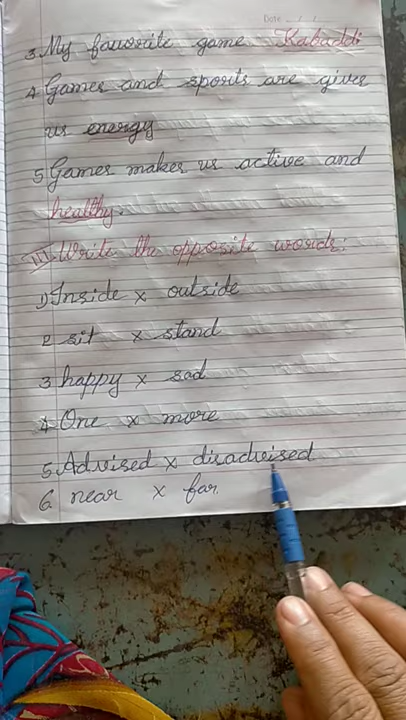 Date / /
3 My favourite game Kabaddi
4 Games and sports are gives
us energy
5 Games makes us active and
healthy.
III Write the opposite words:
1) Inside x outside
2 sit x stand
3 happy x sad
4 One x more
5. Advised x disadvised
6. near x far